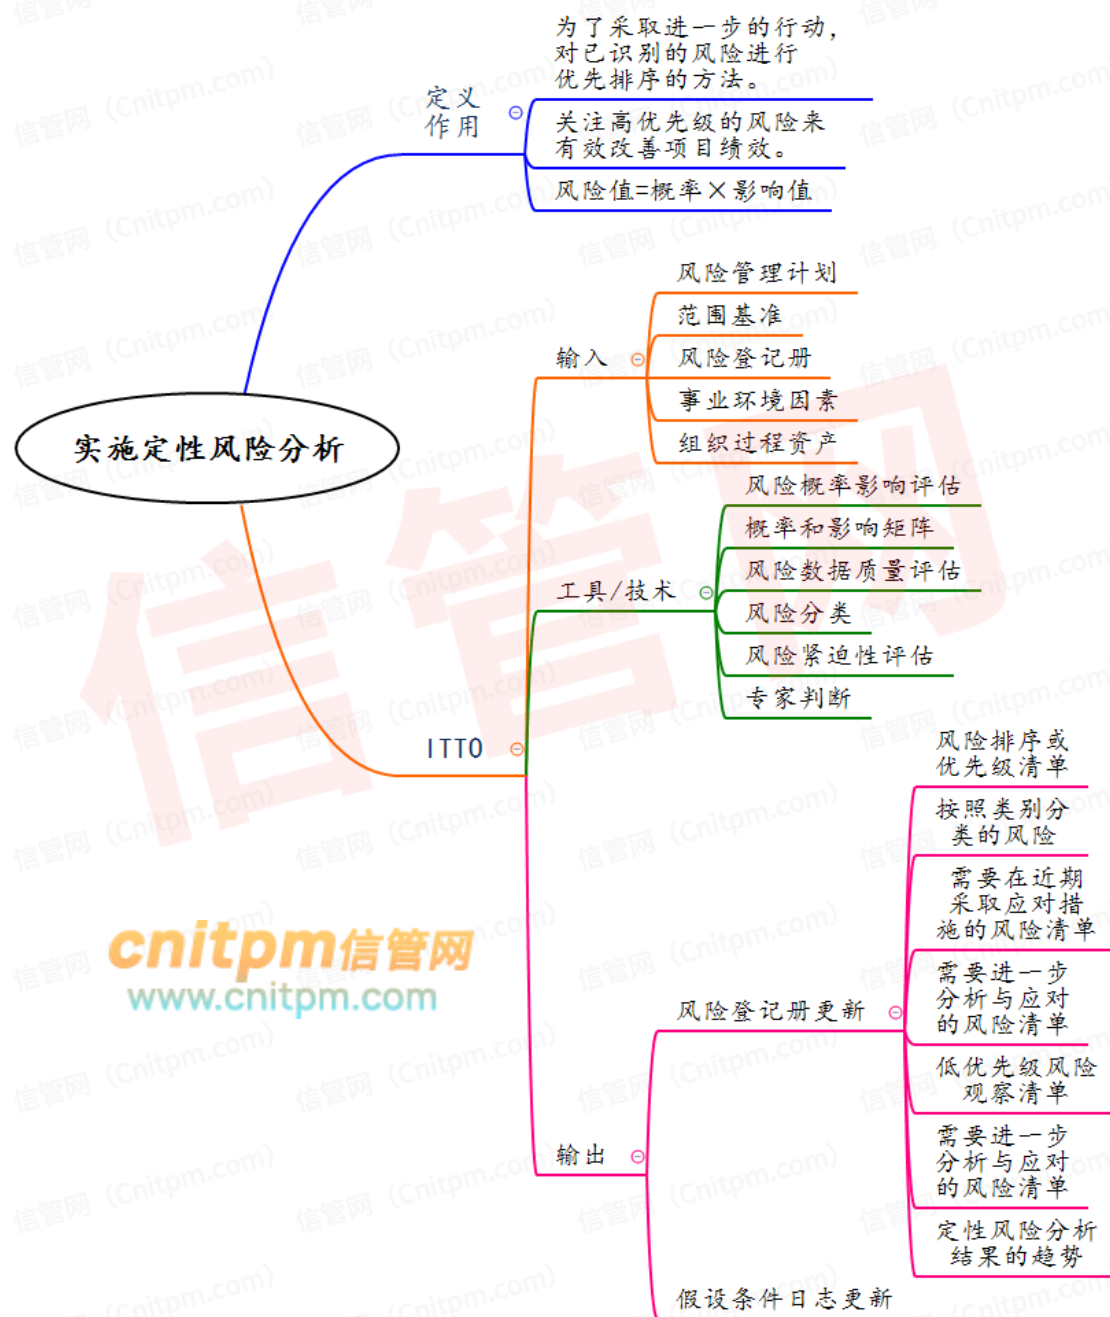 为了采取进一步的行动，
对已识别的风险进行
优先排序的方法。
定义
作用
关注高优先级的风险来
有效改善项目绩效。
风险值=概率×影响值
实施定性风险分析
ITTO
输入
风险管理计划
范围基准
风险登记册
事业环境因素
组织过程资产
工具/技术
风险概率影响评估
概率和影响矩阵
风险数据质量评估
风险分类
风险紧迫性评估
专家判断
输出
风险登记册更新
风险排序或
优先级清单
按照类别分
类的风险
需要在近期
采取应对措
施的风险清单
需要进一步
分析与应对
的风险清单
低优先级风险
观察清单
需要进一步
分析与应对
的风险清单
定性风险分析
结果的趋势
假设条件日志更新
cnitpm信管网
www.cnitpm.com
信管网
信管网（Cnitpm.com）